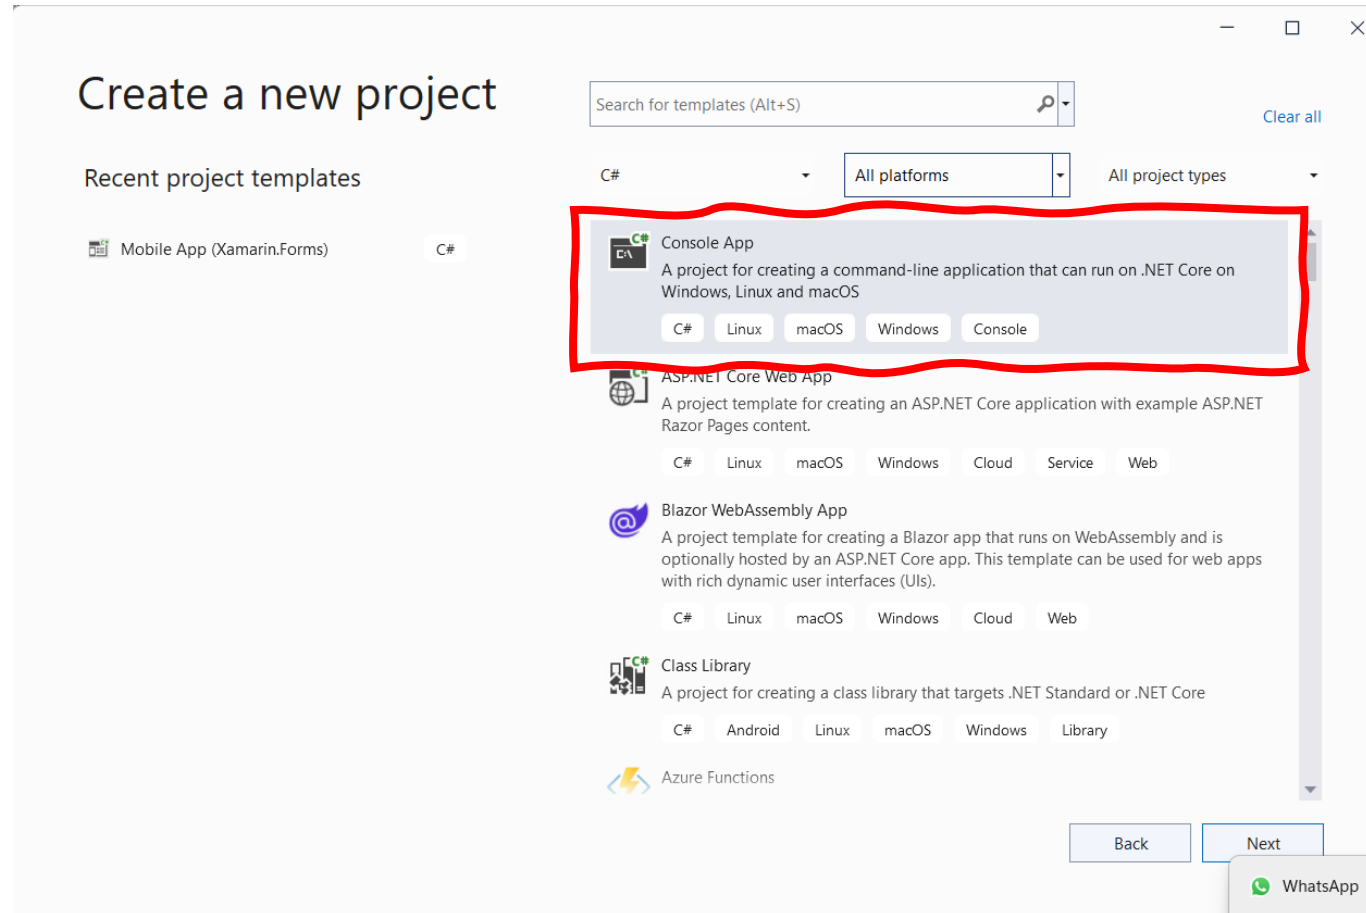 Create a new project
Search for templates (Alt+S)
Clear all
Recent project templates
C#
All platforms
All project types
Mobile App (Xamarin.Forms)
C#
C#
C:\
Console App
A project for creating a command-line application that can run on .NET Core on
Windows, Linux and macOS
C# Linux macOS Windows Console
ASP.NET Core Web App
A project template for creating an ASP.NET Core application with example ASP.NET
Razor Pages content.
C# Linux macOS Windows Cloud Service Web
Blazor WebAssembly App
A project template for creating a Blazor app that runs on WebAssembly and is
optionally hosted by an ASP.NET Core app. This template can be used for web apps
with rich dynamic user interfaces (UIs).
C# Linux macOS Windows Cloud Web
C#
Class Library
A project for creating a class library that targets .NET Standard or .NET Core
C# Android Linux macOS Windows Library
Azure Functions
Back
Next
WhatsApp